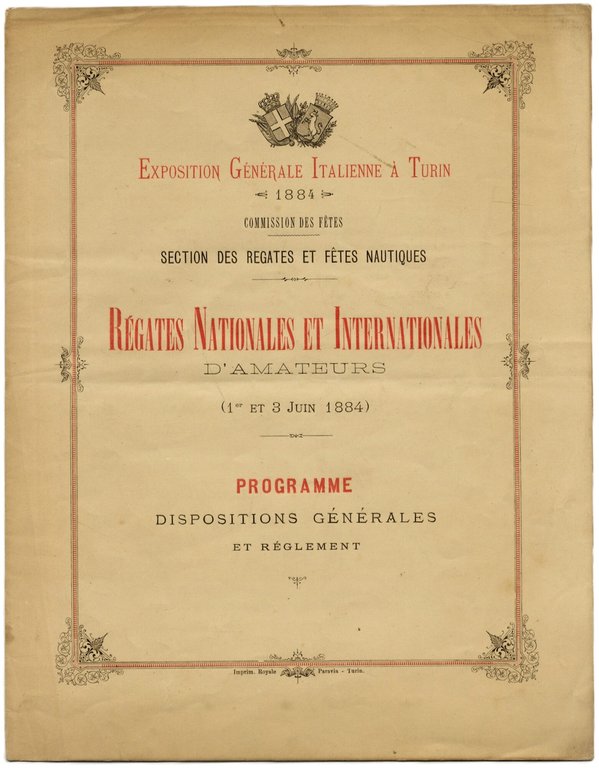 Exposition Générale Italienne à Turin
1884
COMMISSION DES FÊTES
SECTION DES REGATES ET FÊTES NAUTIQUES
Régates Nationales et Internationales
D'AMATEURS
(1er ET 3 Juin 1884)
PROGRAMME
DISPOSITIONS GÉNÉRALES
ET RÉGLEMENT
Imprim. Royale Paravia - Turin.